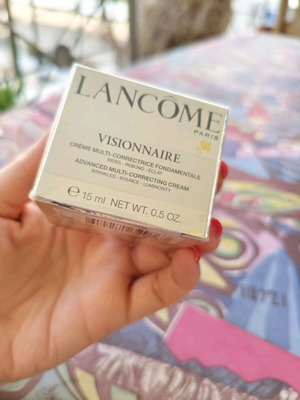 LANCÔME
PARIS
VISIONNAIRE
CRÈME MULTI-CORRECTRICE FONDAMENTALE
RIDES - REBOND - ÉCLAT
ADVANCED MULTI-CORRECTING CREAM
WRINKLES - BOUNCE - LUMINOSITY
℮ 15 ml NET WT. 0.5 OZ.